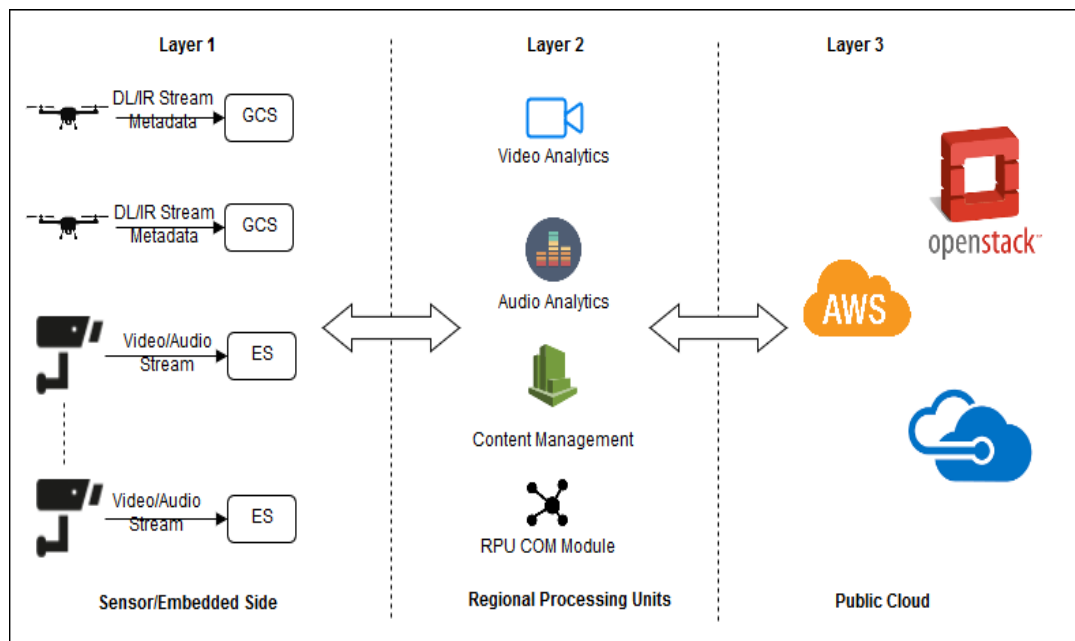 Layer 1
Layer 2
Layer 3
DL/IR Stream
Metadata
GCS
Video Analytics
DL/IR Stream
Metadata
GCS
openstack™
Audio Analytics
AWS
Video/Audio
Stream
ES
Content Management
Video/Audio
Stream
ES
RPU COM Module
Sensor/Embedded Side
Regional Processing Units
Public Cloud